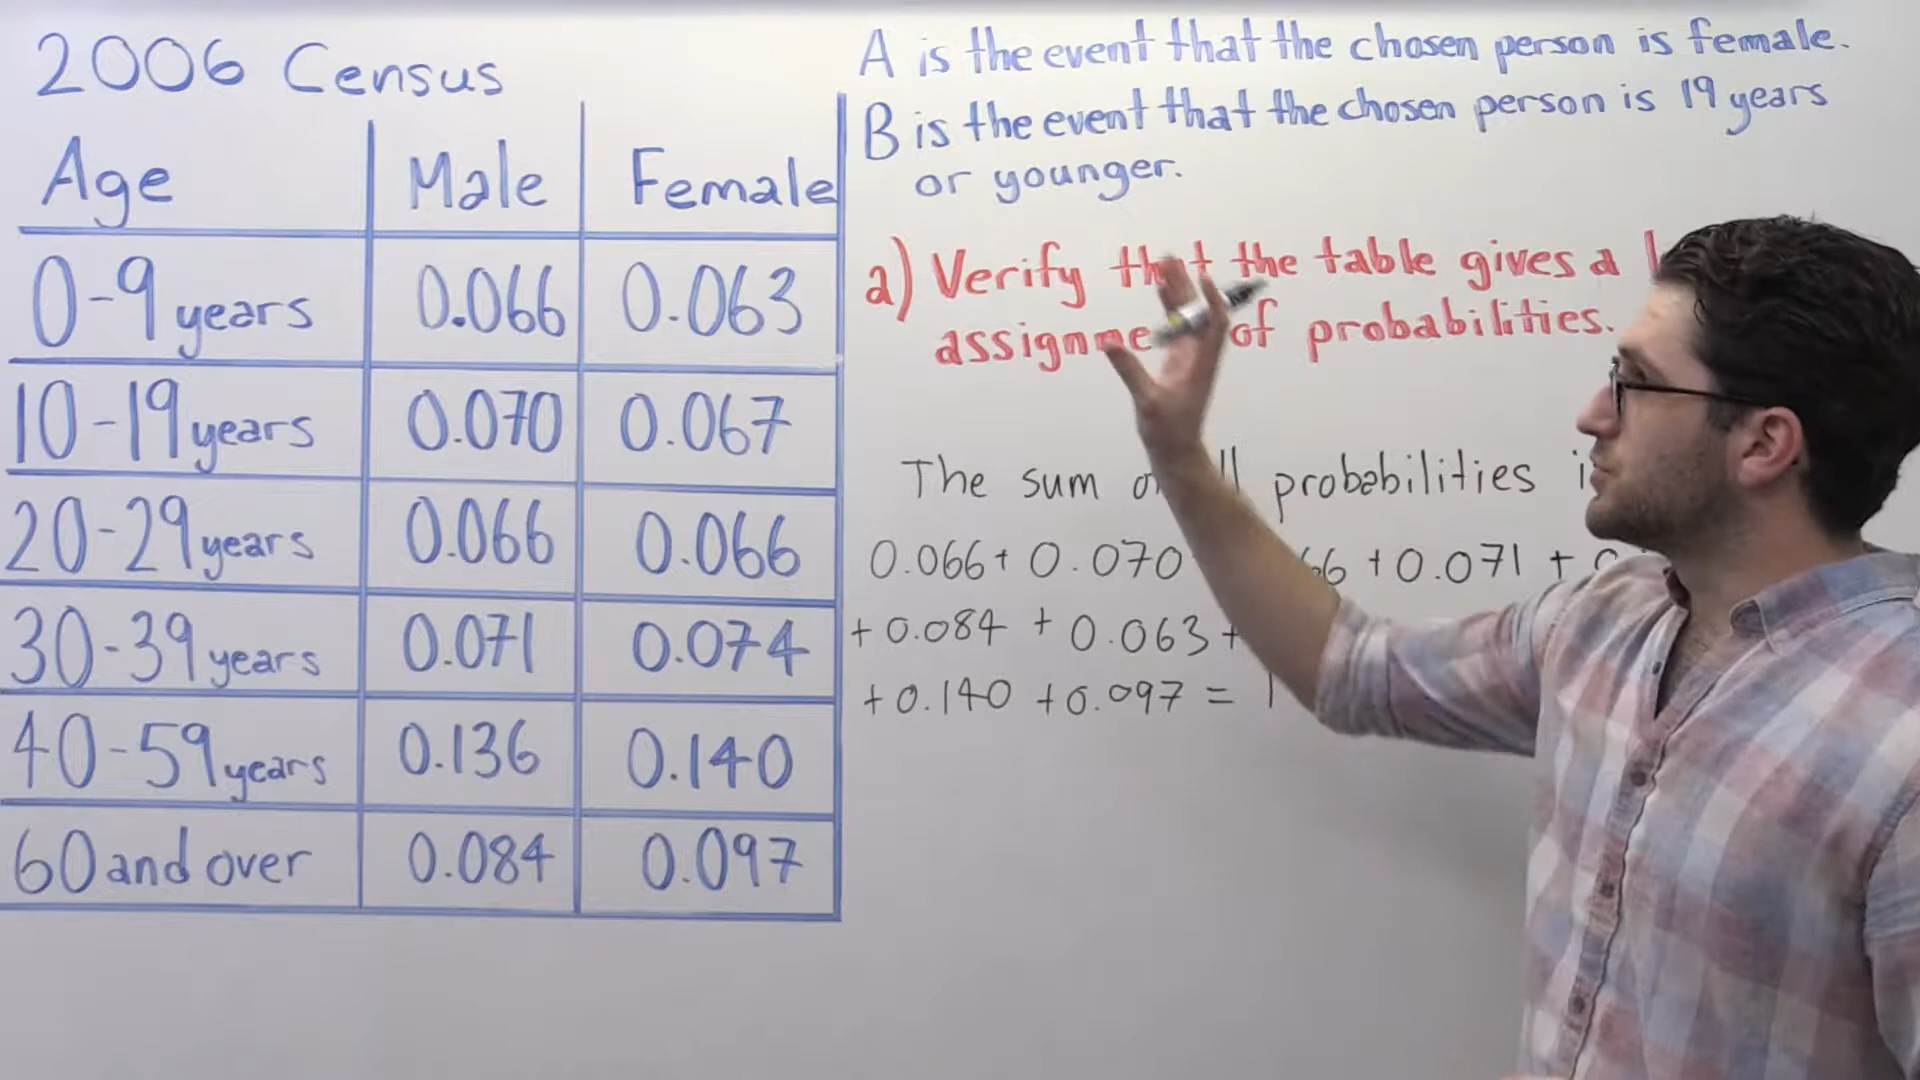 2006 Census
Age Male Female
0-9 years 0.066 0.063
10-19 years 0.070 0.067
20-29 years 0.066 0.066
30-39 years 0.071 0.074
40-59 years 0.136 0.140
60 and over 0.084 0.097
A is the event that the chosen person is female.
B is the event that the chosen person is 19 years
or younger.
a) Verify that the table gives a
of probabilities.
The sum probabilities
0.066 + 0.070 + 0.071 +
+ 0.084 + 0.063 +
+ 0.140 + 0.097 = 1